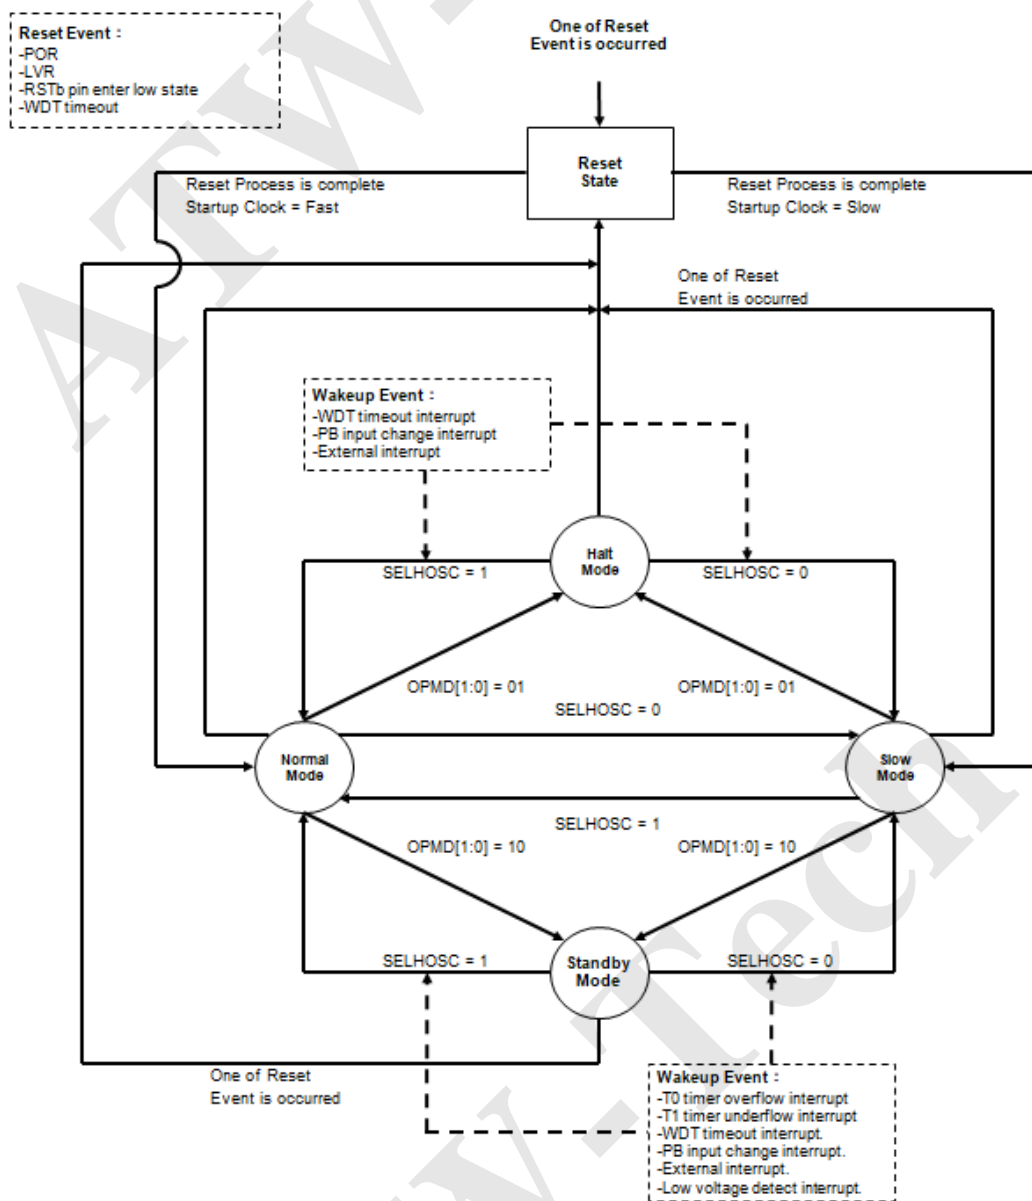 One of Reset
Event is occurred
Reset Event：
-POR
-LVR
-RSTb pin enter low state
-WDT timeout
Reset
State
Reset Process is complete
Startup Clock = Fast
Reset Process is complete
Startup Clock = Slow
One of Reset
Event is occurred
Wakeup Event：
-WDT timeout interrupt
-PB input change interrupt
-External interrupt
Halt
Mode
SELHOSC = 1
SELHOSC = 0
OPMD[1:0] = 01
OPMD[1:0] = 01
SELHOSC = 0
Normal
Mode
Slow
Mode
SELHOSC = 1
OPMD[1:0] = 10
OPMD[1:0] = 10
SELHOSC = 1
Standby
Mode
SELHOSC = 0
One of Reset
Event is occurred
Wakeup Event：
-T0 timer overflow interrupt
-T1 timer underflow interrupt
-WDT timeout interrupt.
-PB input change interrupt.
-External interrupt.
-Low voltage detect interrupt.
ATW-Tech